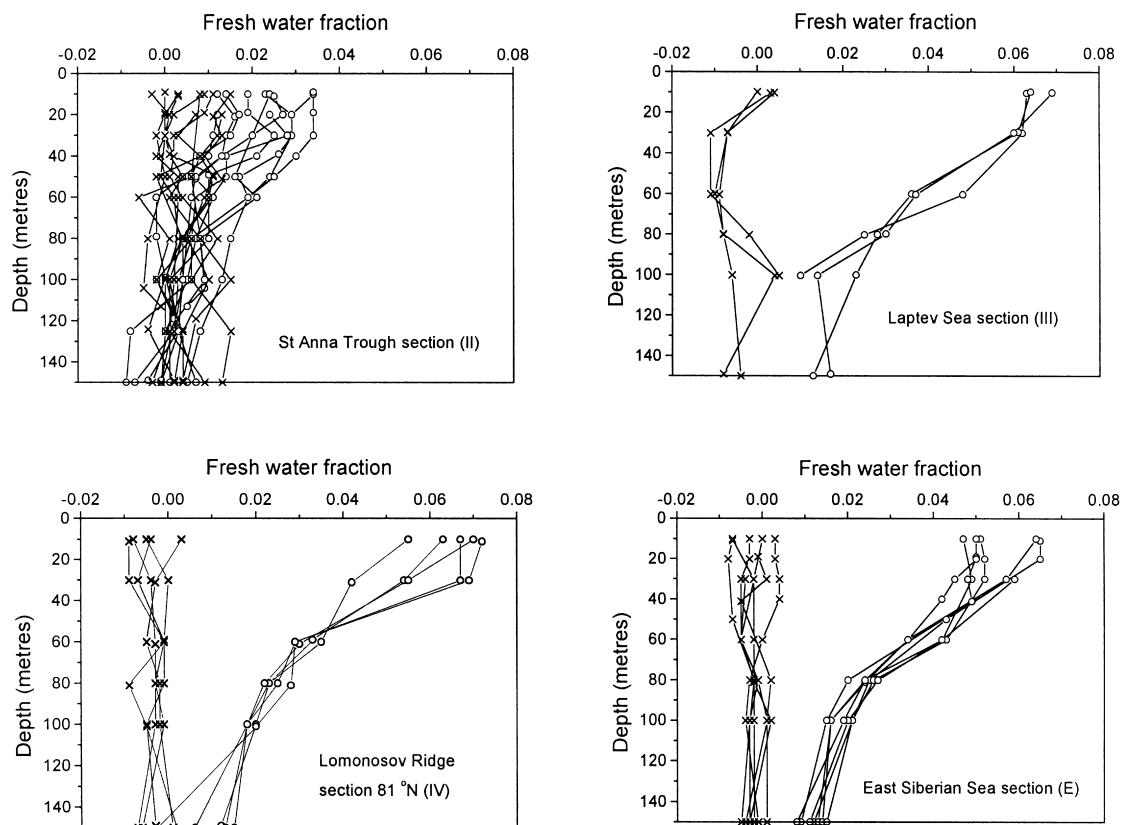 Fresh water fraction
-0.02 0.00 0.02 0.04 0.06 0.08
0
20
40
60
80
100
120
140
Depth (metres)
St Anna Trough section (II)
Fresh water fraction
-0.02 0.00 0.02 0.04 0.06 0.08
0
20
40
60
80
100
120
140
Depth (metres)
Laptev Sea section (III)
Fresh water fraction
-0.02 0.00 0.02 0.04 0.06 0.08
0
20
40
60
80
100
120
140
Depth (metres)
Lomonosov Ridge
section 81 °N (IV)
Fresh water fraction
-0.02 0.00 0.02 0.04 0.06 0.08
0
20
40
60
80
100
120
140
Depth (metres)
East Siberian Sea section (E)